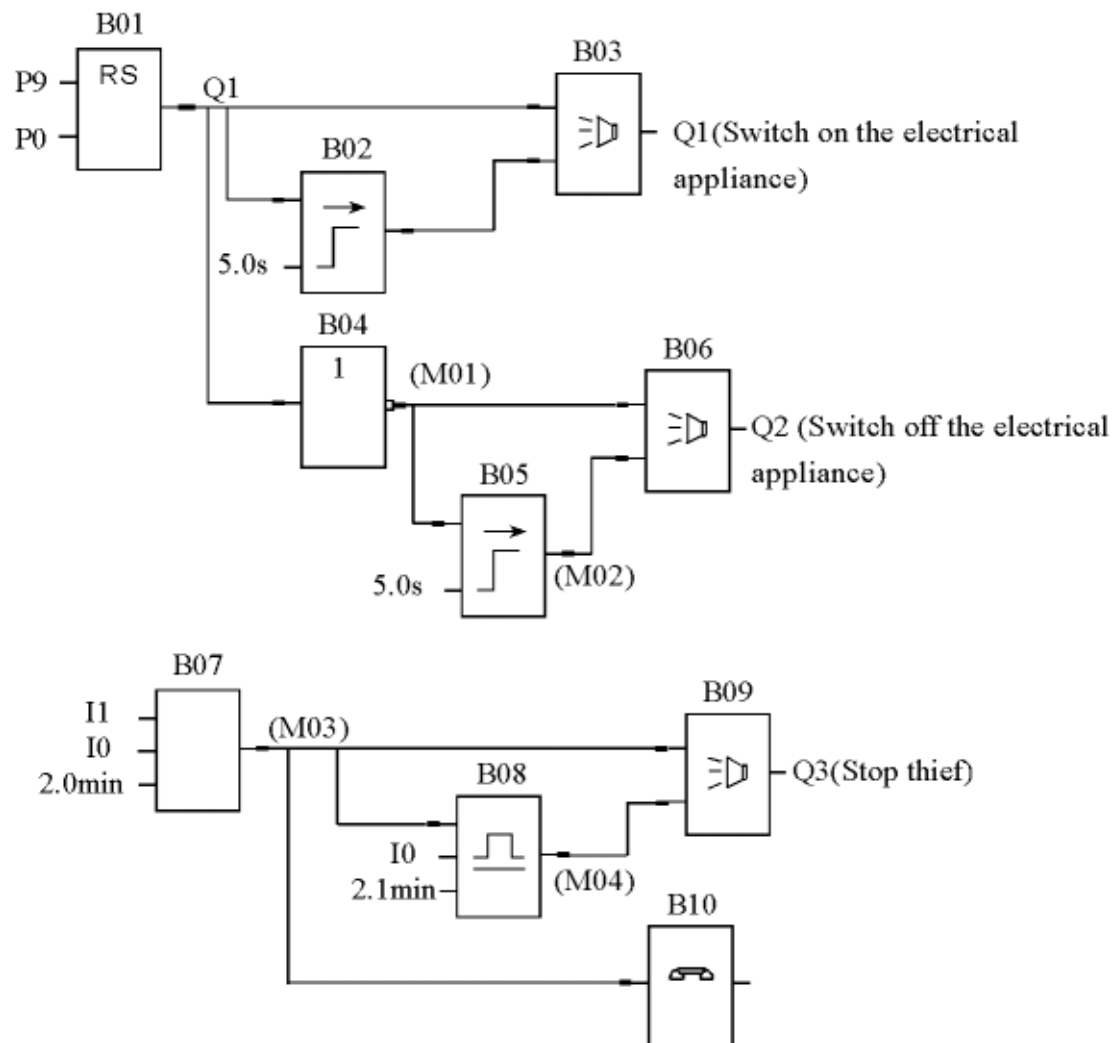 B01
RS
P9
P0
Q1
B03
Q1(Switch on the electrical
appliance)
B02
5.0s
B04
1
(M01)
B06
Q2 (Switch off the electrical
appliance)
B05
5.0s
(M02)
B07
I1
I0
2.0min
(M03)
B09
Q3(Stop thief)
B08
I0
2.1min
(M04)
B10